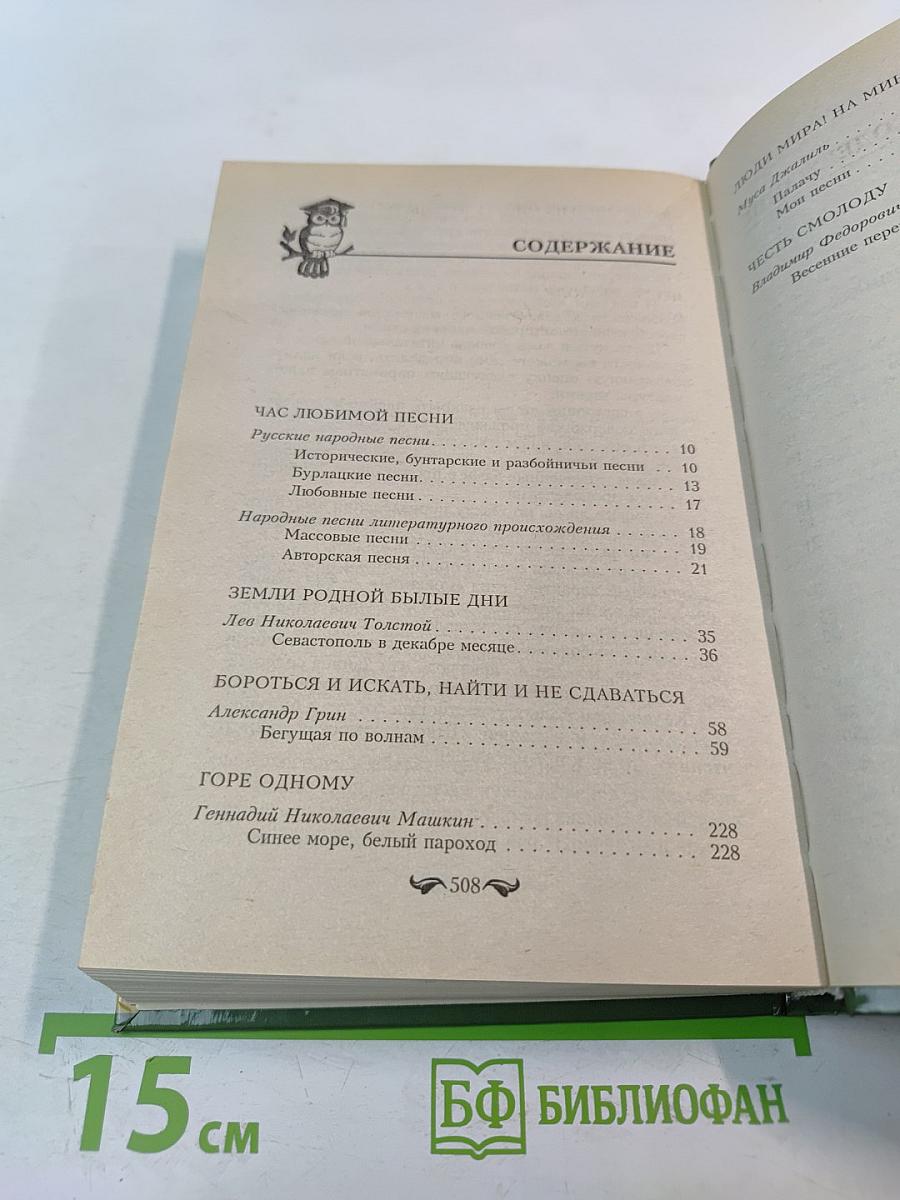 СОДЕРЖАНИЕ
ЧАС ЛЮБИМОЙ ПЕСНИ
Русские народные песни . . . . . . . . . . . . . . . . . . . . . . . . 10
Исторические, бунтарские и разбойничьи песни . . 10
Бурлацкие песни. . . . . . . . . . . . . . . . . . . . . . . . . 13
Любовные песни . . . . . . . . . . . . . . . . . . . . . . . . . 17
Народные песни литературного происхождения . . . . . . 18
Массовые песни . . . . . . . . . . . . . . . . . . . . . . . . . 19
Авторская песня . . . . . . . . . . . . . . . . . . . . . . . . . 21
ЗЕМЛИ РОДНОЙ БЫЛЫЕ ДНИ
Лев Николаевич Толстой . . . . . . . . . . . . . . . . . . . . . . 35
Севастополь в декабре месяце. . . . . . . . . . . . . . . . 36
БОРОТЬСЯ И ИСКАТЬ, НАЙТИ И НЕ СДАВАТЬСЯ
Александр Грин . . . . . . . . . . . . . . . . . . . . . . . . . . . 58
Бегущая по волнам . . . . . . . . . . . . . . . . . . . . . . . 59
ГОРЕ ОДНОМУ
Геннадий Николаевич Машкин . . . . . . . . . . . . . . . . . 228
Синее море, белый пароход . . . . . . . . . . . . . . . . 228
508
ЛЮДИ МИРА! НА
Муса Джалиль . . . . .
Палачу . . . . .
Мои песни . . . .
ЧЕСТЬ СМОЛОДУ
Владимир Федорович
Весенние
15 см
БФ БИБЛИОФАН